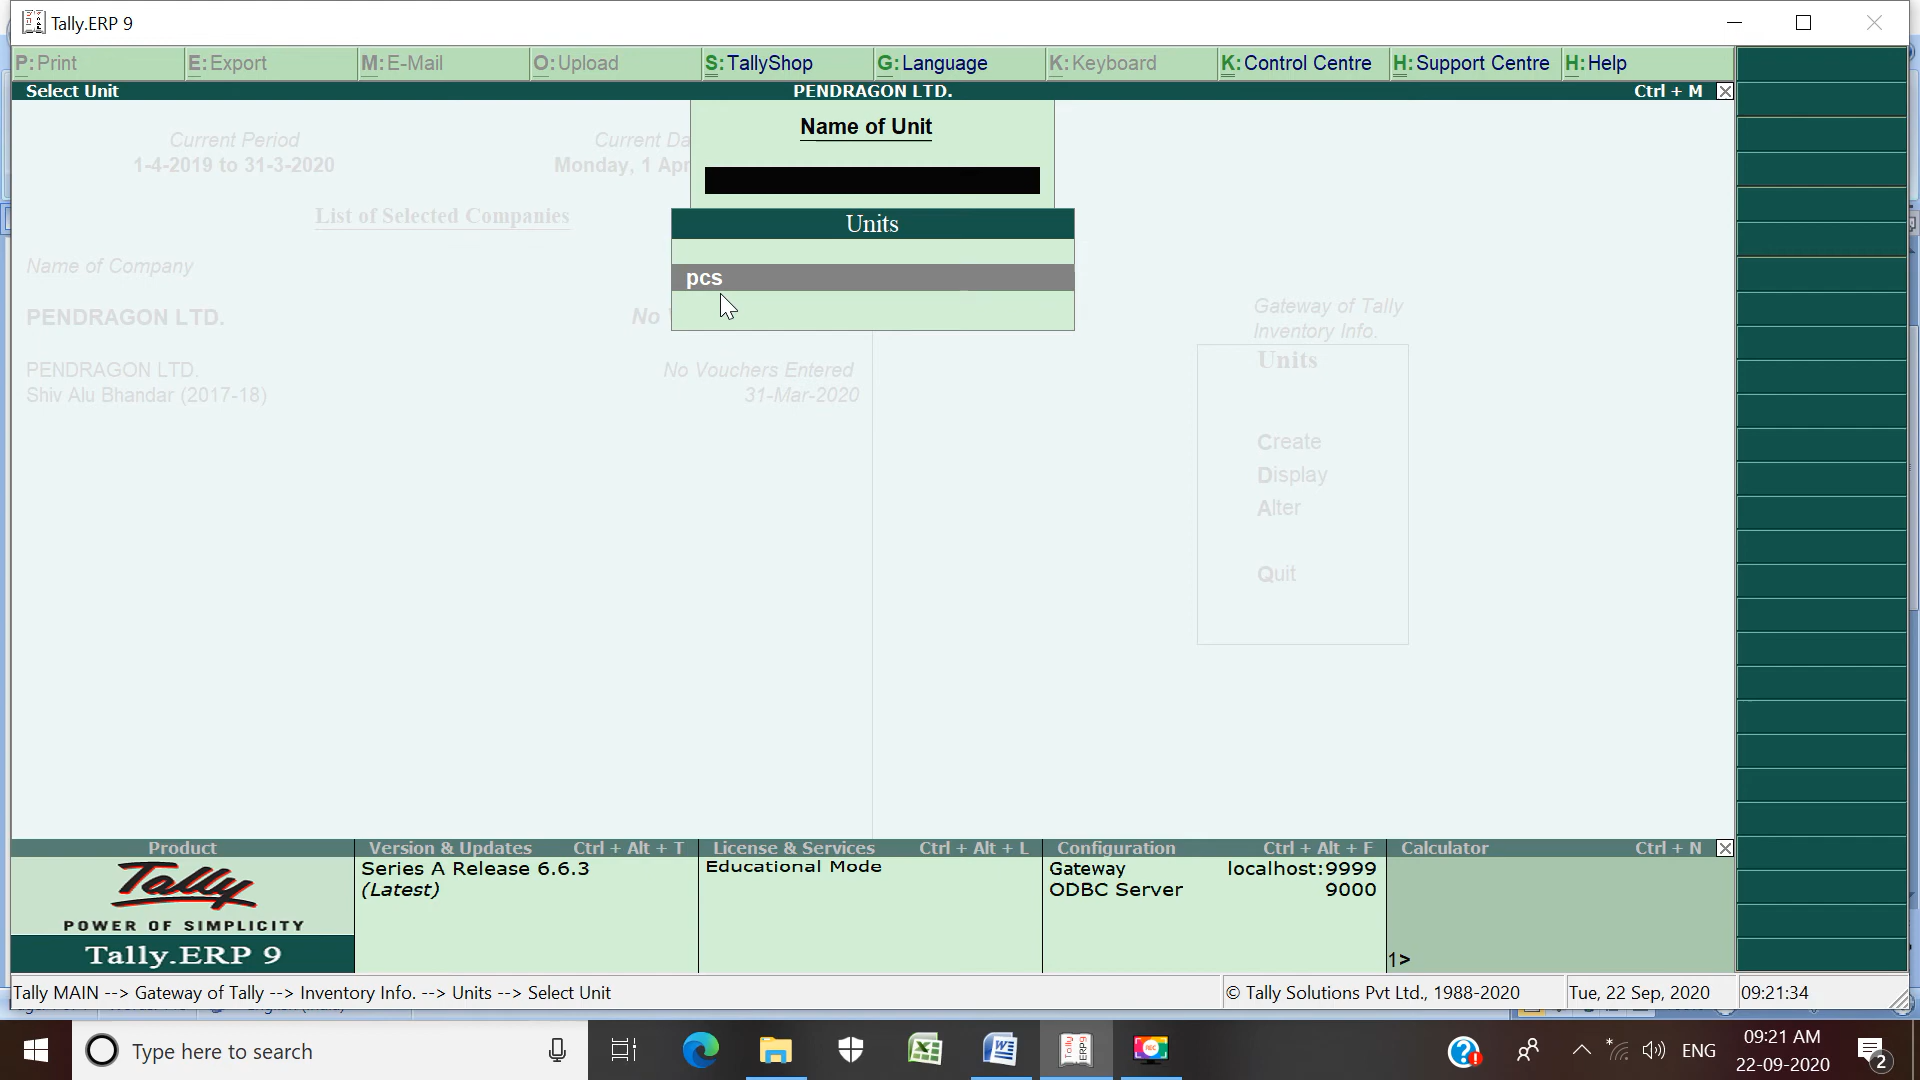 Tally.ERP 9
P: Print E: Export M: E-Mail O: Upload S: TallyShop G: Language K: Keyboard K: Control Centre H: Support Centre H: Help
Select Unit PENDRAGON LTD. Ctrl + M
Name of Unit
Current Period
1-4-2019 to 31-3-2020
Current Da
Monday, 1 Apr
List of Selected Companies
Units
pcs
Name of Company
PENDRAGON LTD. No
PENDRAGON LTD. No Vouchers Entered
Shiv Alu Bhandar (2017-18) 31-Mar-2020
Gateway of Tally
Inventory Info.
Units
Create
Display
Alter
Quit
Product
Tally
POWER OF SIMPLICITY
Tally.ERP 9
Version & Updates Ctrl + Alt + T
Series A Release 6.6.3
(Latest)
License & Services Ctrl + Alt + L
Educational Mode
Configuration Ctrl + Alt + F
Gateway localhost:9999
ODBC Server 9000
Calculator Ctrl + N
1>
Tally MAIN --> Gateway of Tally --> Inventory Info. --> Units --> Select Unit
© Tally Solutions Pvt Ltd., 1988-2020 Tue, 22 Sep, 2020 09:21:34
Type here to search
ENG
09:21 AM
22-09-2020
2